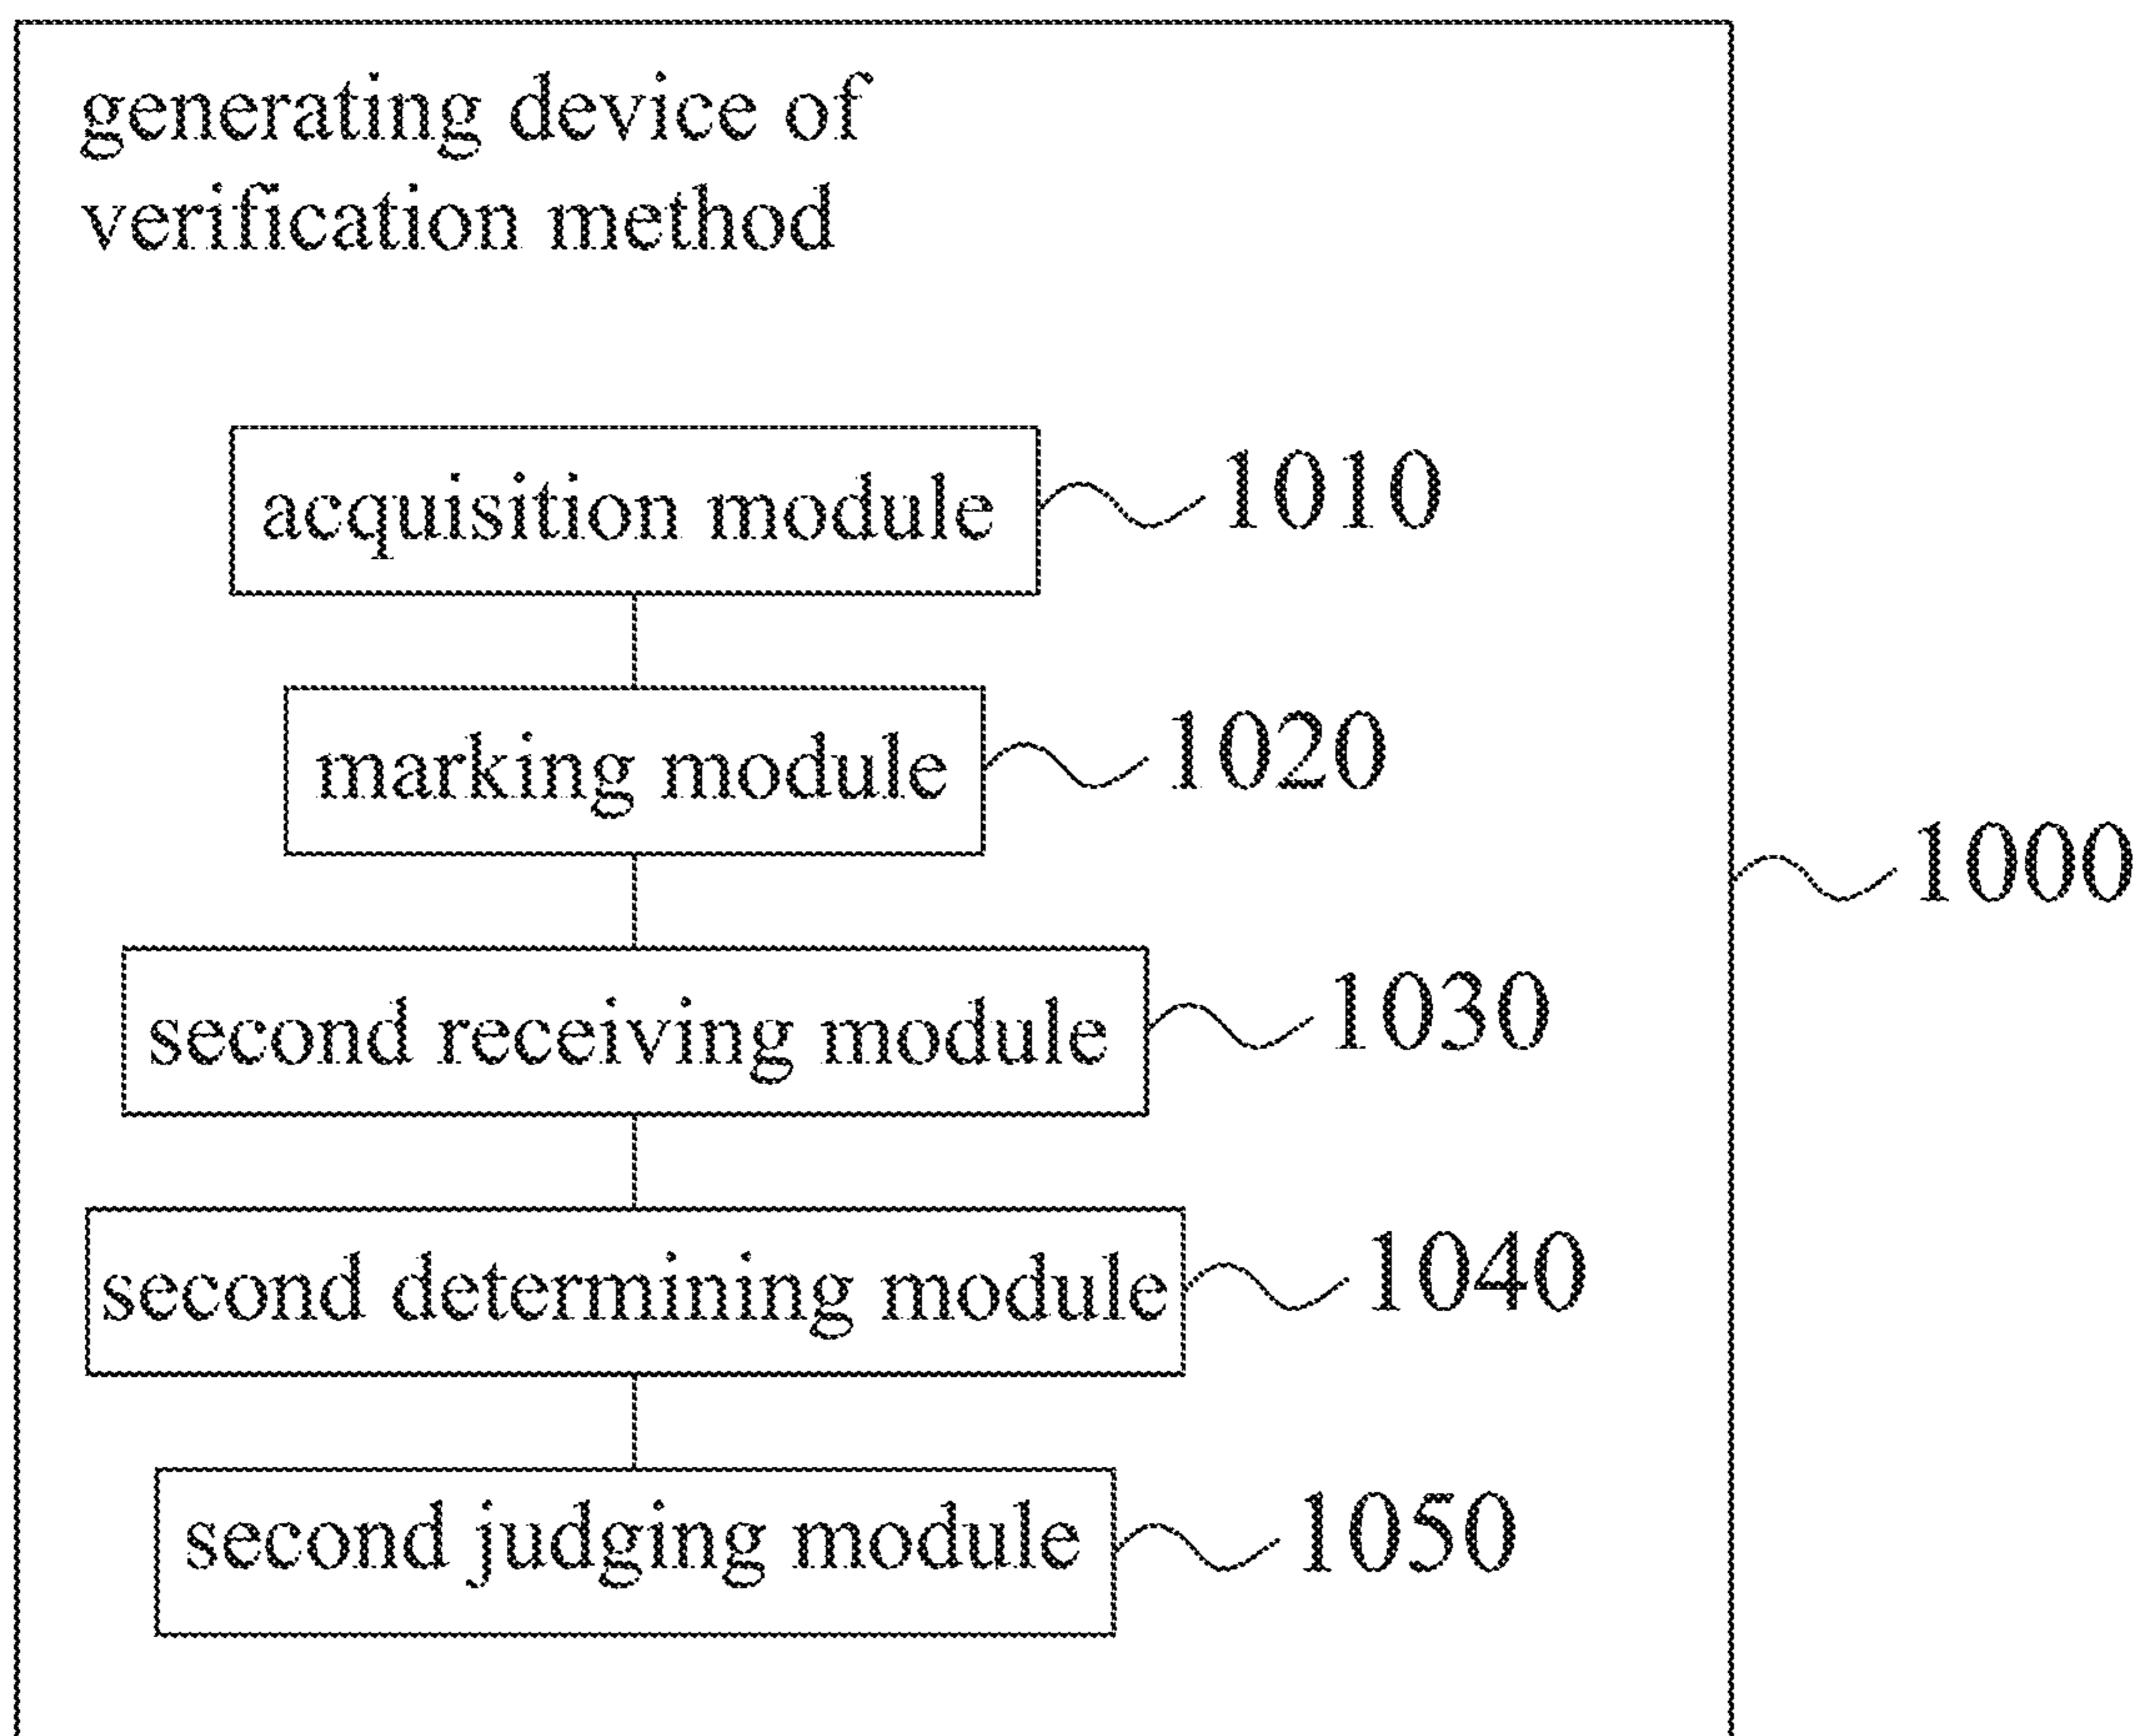 generating device of
verification method
acquisition module
1010
marking module
1020
1000
second receiving module
1030
second determining module
1040
second judging module
1050